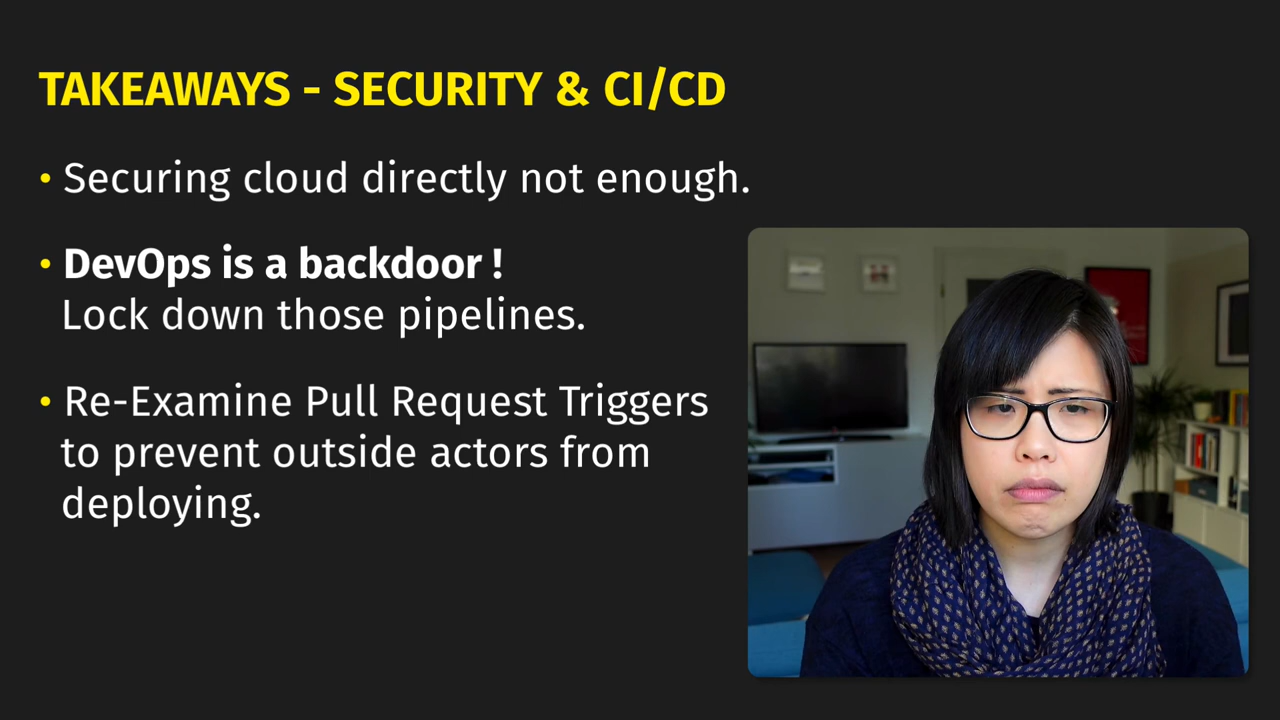 TAKEAWAYS - SECURITY & CI/CD
• Securing cloud directly not enough.
• DevOps is a backdoor !
Lock down those pipelines.
• Re-Examine Pull Request Triggers
to prevent outside actors from
deploying.